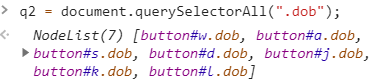 q2 = document.querySelectorAll(".dob");
NodeList(7) [button#w.dob, button#a.dob,
button#s.dob, button#d.dob, button#j.dob,
button#k.dob, button#l.dob]